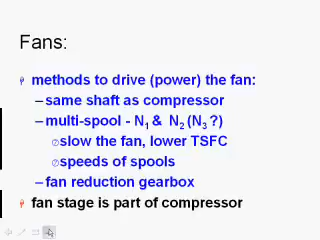 Fans:
methods to drive (power) the fan:
–same shaft as compressor
–multi-spool - N1 & N2 (N3 ?)
slow the fan, lower TSFC
speeds of spools
–fan reduction gearbox
fan stage is part of compressor